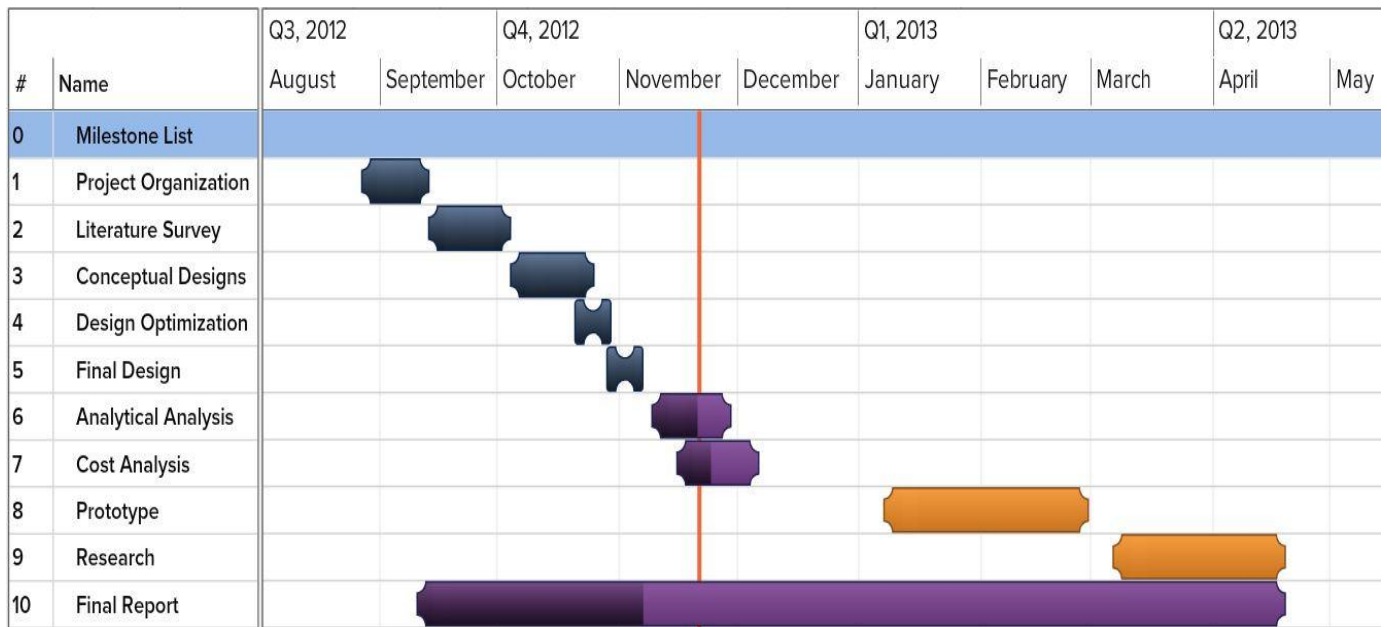 Q3, 2012 Q4, 2012 Q1, 2013 Q2, 2013
# Name August September October November December January February March April May
0 Milestone List
1 Project Organization
2 Literature Survey
3 Conceptual Designs
4 Design Optimization
5 Final Design
6 Analytical Analysis
7 Cost Analysis
8 Prototype
9 Research
10 Final Report